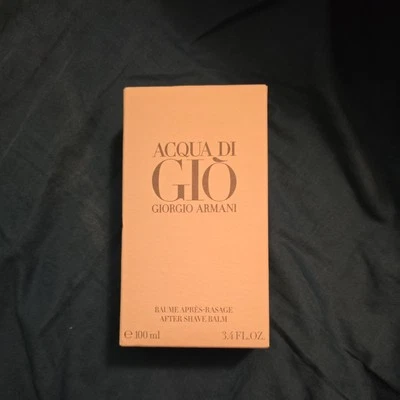 ACQUA DI
GIÒ
GIORGIO ARMANI
BAUME APRÈS-RASAGE
AFTER SHAVE BALM
℮ 100 ml 3.4 FL.OZ.